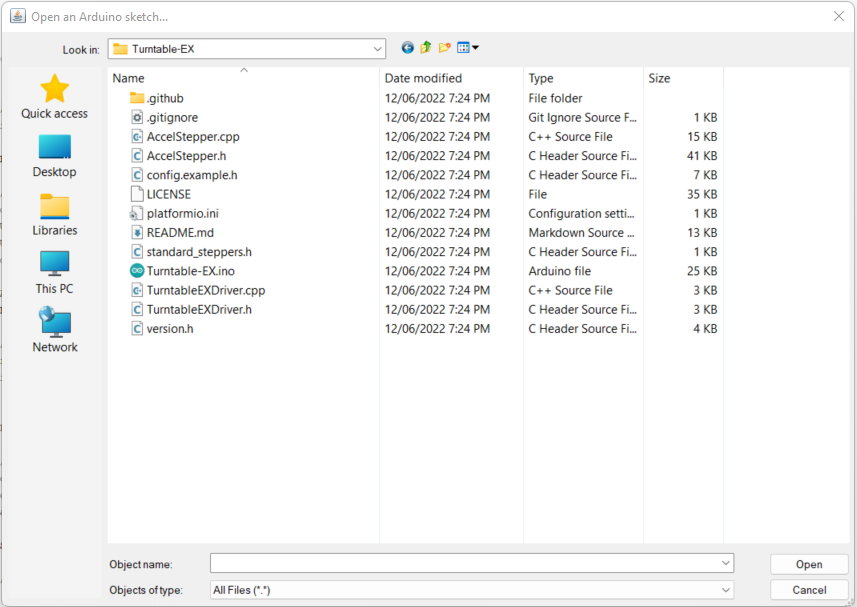 Open an Arduino sketch...
Look in: Turntable-EX
Quick access
Desktop
Libraries
This PC
Network
Name Date modified Type Size
.github 12/06/2022 7:24 PM File folder
.gitignore 12/06/2022 7:24 PM Git Ignore Source F... 1 KB
AccelStepper.cpp 12/06/2022 7:24 PM C++ Source File 15 KB
AccelStepper.h 12/06/2022 7:24 PM C Header Source Fi... 41 KB
config.example.h 12/06/2022 7:24 PM C Header Source Fi... 7 KB
LICENSE 12/06/2022 7:24 PM File 35 KB
platformio.ini 12/06/2022 7:24 PM Configuration setti... 1 KB
README.md 12/06/2022 7:24 PM Markdown Source ... 13 KB
standard_steppers.h 12/06/2022 7:24 PM C Header Source Fi... 1 KB
Turntable-EX.ino 12/06/2022 7:24 PM Arduino file 25 KB
TurntableEXDriver.cpp 12/06/2022 7:24 PM C++ Source File 3 KB
TurntableEXDriver.h 12/06/2022 7:24 PM C Header Source Fi... 3 KB
version.h 12/06/2022 7:24 PM C Header Source Fi... 4 KB
Object name: Open
Objects of type: All Files (*.*) Cancel